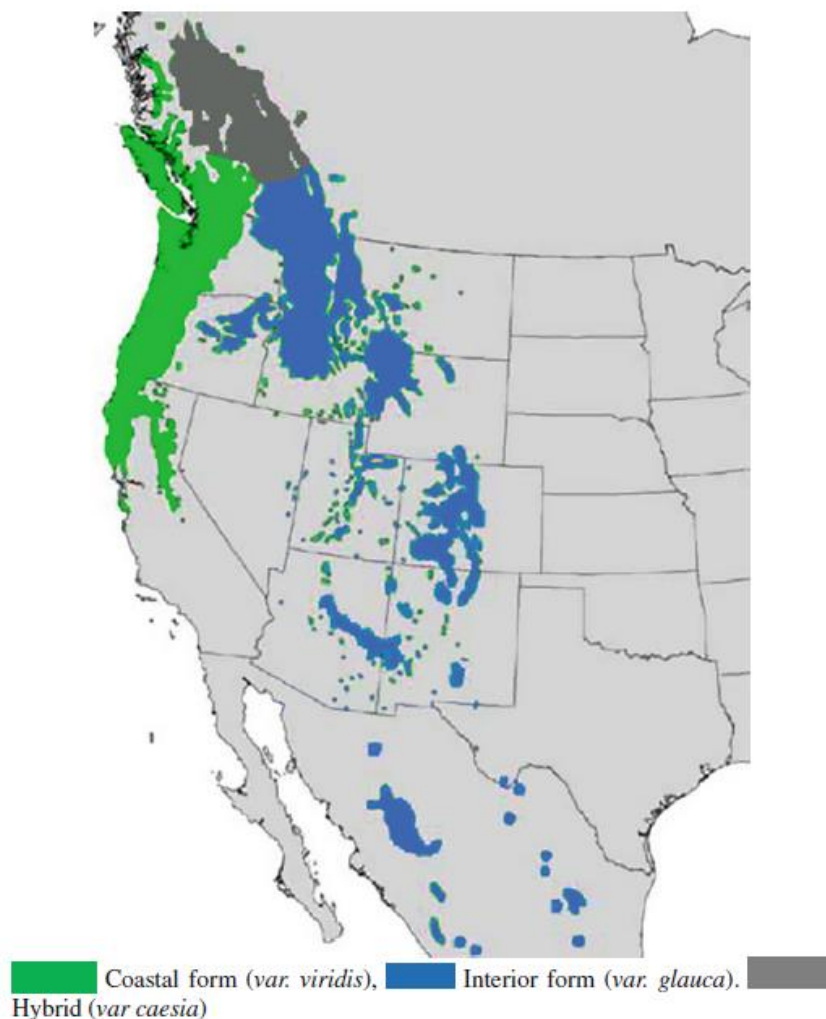 Coastal form (var. viridis), Interior form (var. glauca).
Hybrid (var caesia)